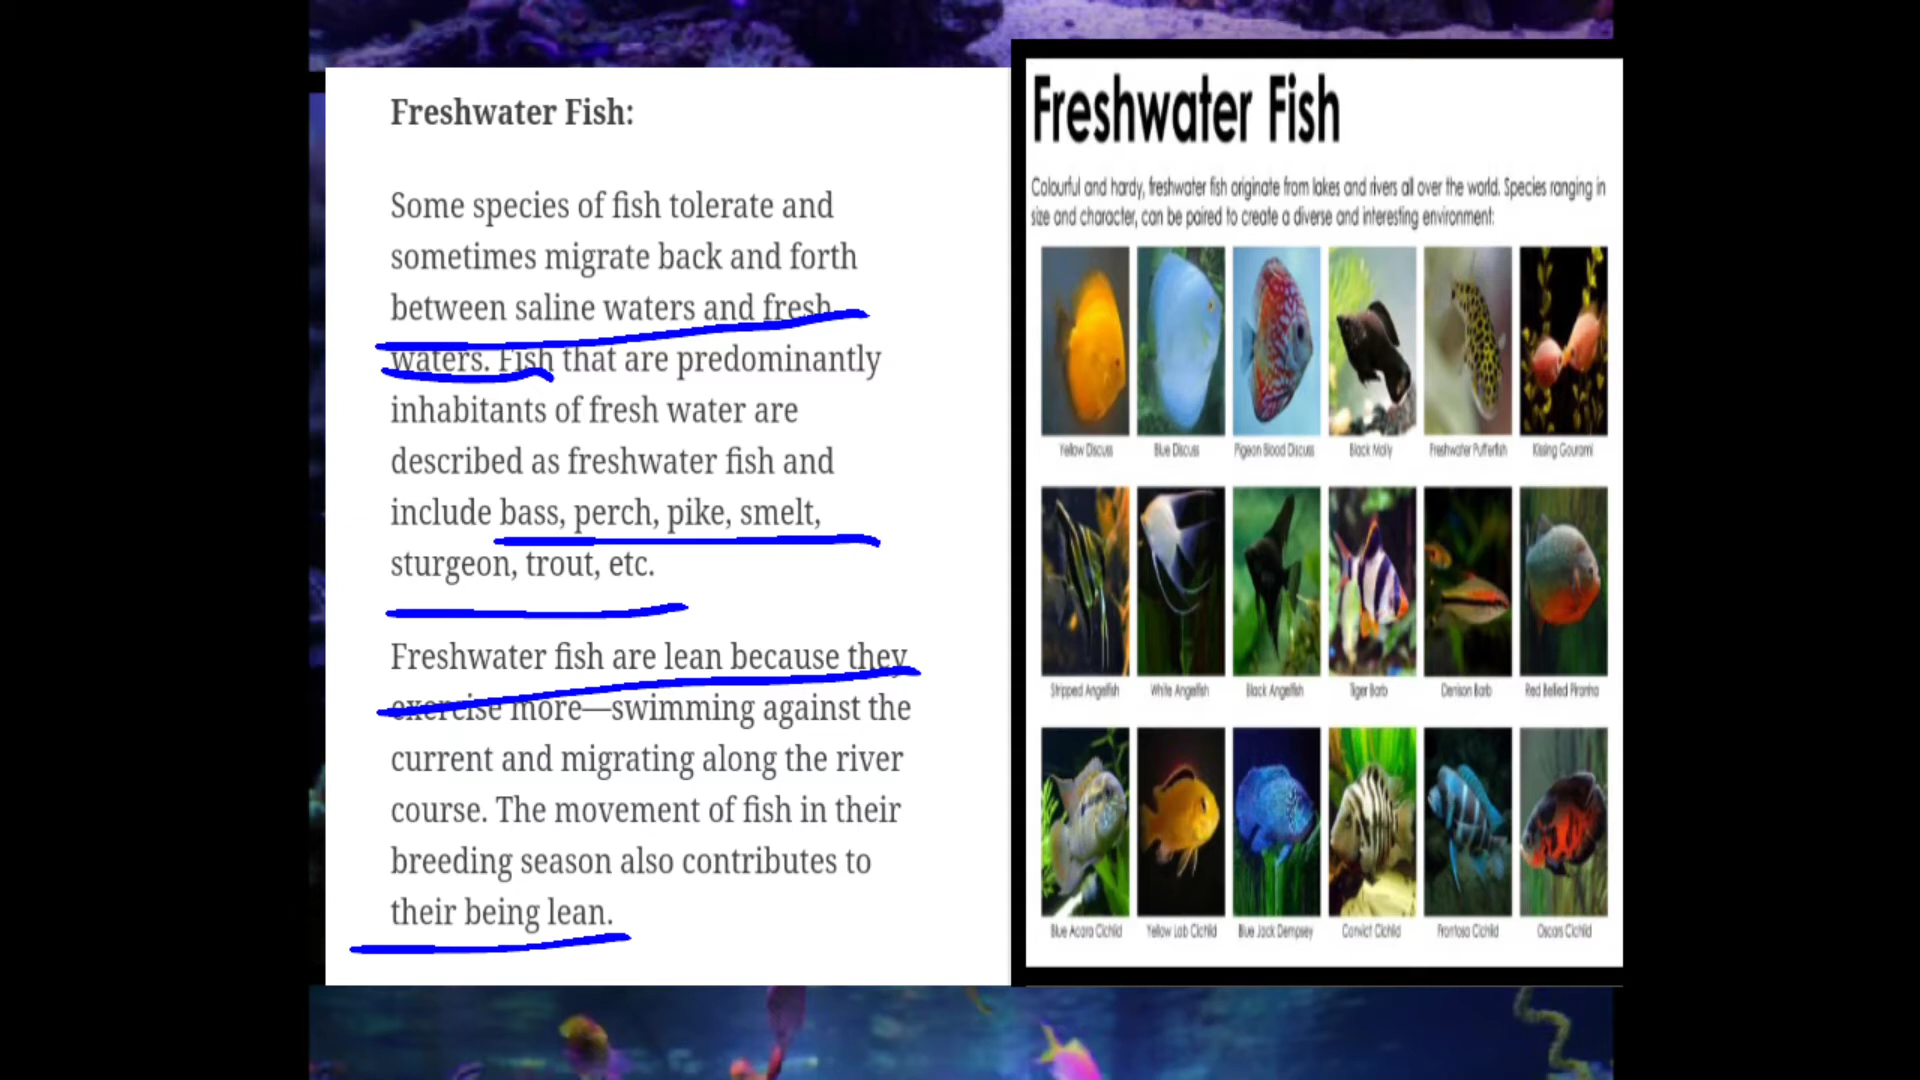 Freshwater Fish:
Some species of fish tolerate and
sometimes migrate back and forth
between saline waters and fresh
waters. Fish that are predominantly
inhabitants of fresh water are
described as freshwater fish and
include bass, perch, pike, smelt,
sturgeon, trout, etc.
Freshwater fish are lean because they
exercise more—swimming against the
current and migrating along the river
course. The movement of fish in their
breeding season also contributes to
their being lean.
Freshwater Fish
Colourful and hardy, freshwater fish originate from lakes and rivers all over the world. Species ranging in
size and character, can be paired to create a diverse and interesting environment:
Yellow Discuss Blue Discuss Pigeon Blood Discuss Black Molly Freshwater Pufferfish Kissing Gourami
Stripped Angelfish White Angelfish Black Angelfish Tiger Barb Denison Barb Red Bellied Piranha
Blue Acara Cichlid Yellow Lab Cichlid Blue Jack Dempsey Convict Cichlid Frontosa Cichlid Oscars Cichlid